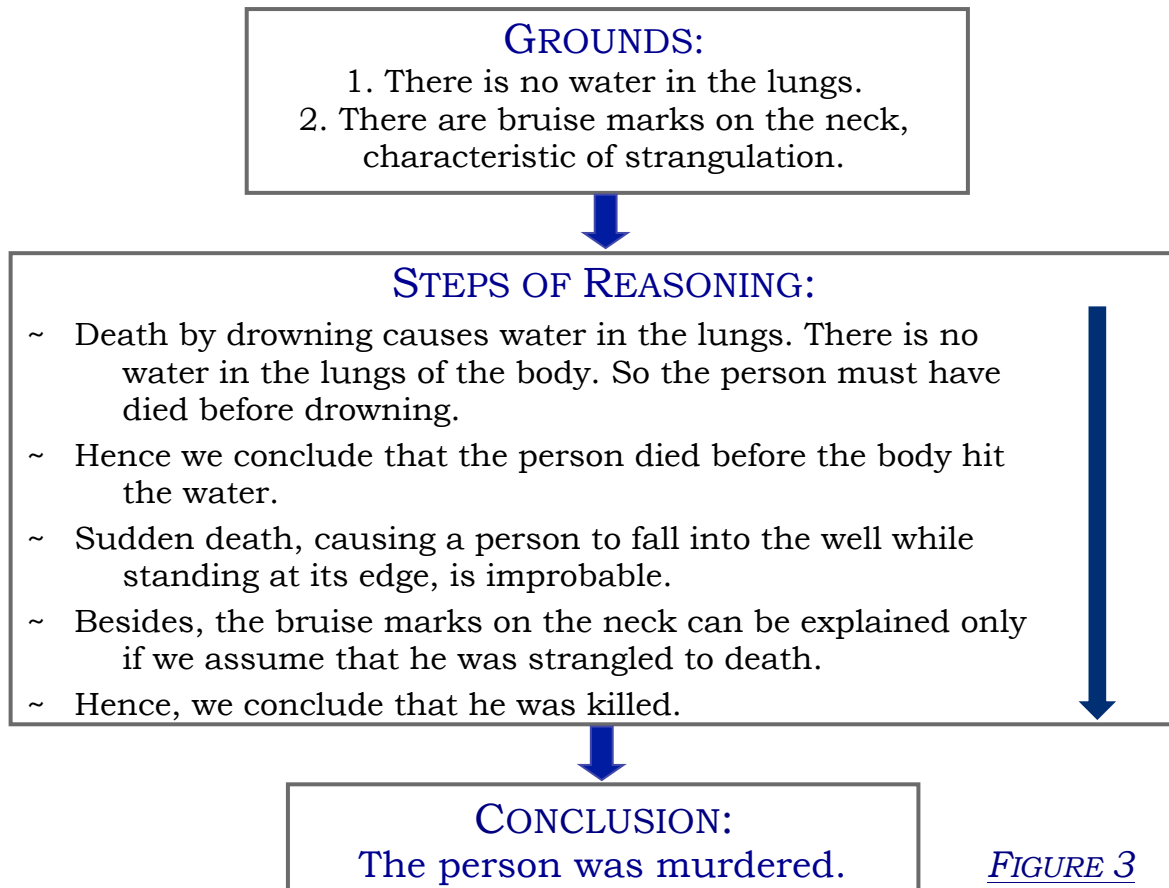 GROUNDS:
1. There is no water in the lungs.
2. There are bruise marks on the neck,
characteristic of strangulation.
STEPS OF REASONING:
~ Death by drowning causes water in the lungs. There is no
water in the lungs of the body. So the person must have
died before drowning.
~ Hence we conclude that the person died before the body hit
the water.
~ Sudden death, causing a person to fall into the well while
standing at its edge, is improbable.
~ Besides, the bruise marks on the neck can be explained only
if we assume that he was strangled to death.
~ Hence, we conclude that he was killed.
CONCLUSION:
The person was murdered.
FIGURE 3